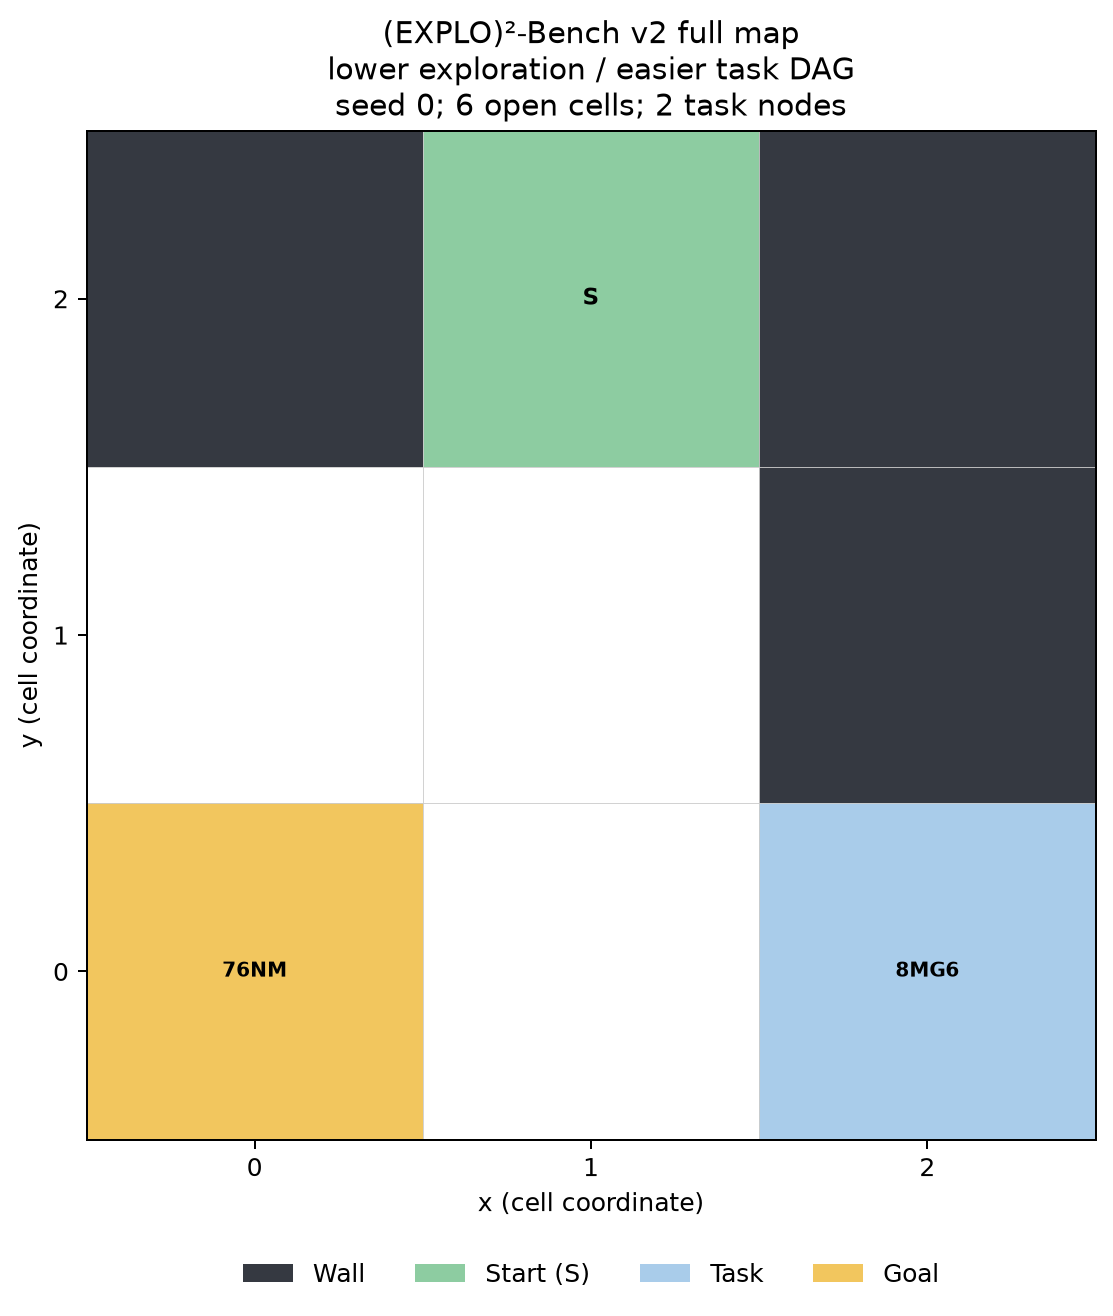 (EXPLO)²-Bench v2 full map
lower exploration / easier task DAG
seed 0; 6 open cells; 2 task nodes
2
S
y (cell coordinate)
1
0
76NM
8MG6
0
1
2
x (cell coordinate)
Wall
Start (S)
Task
Goal